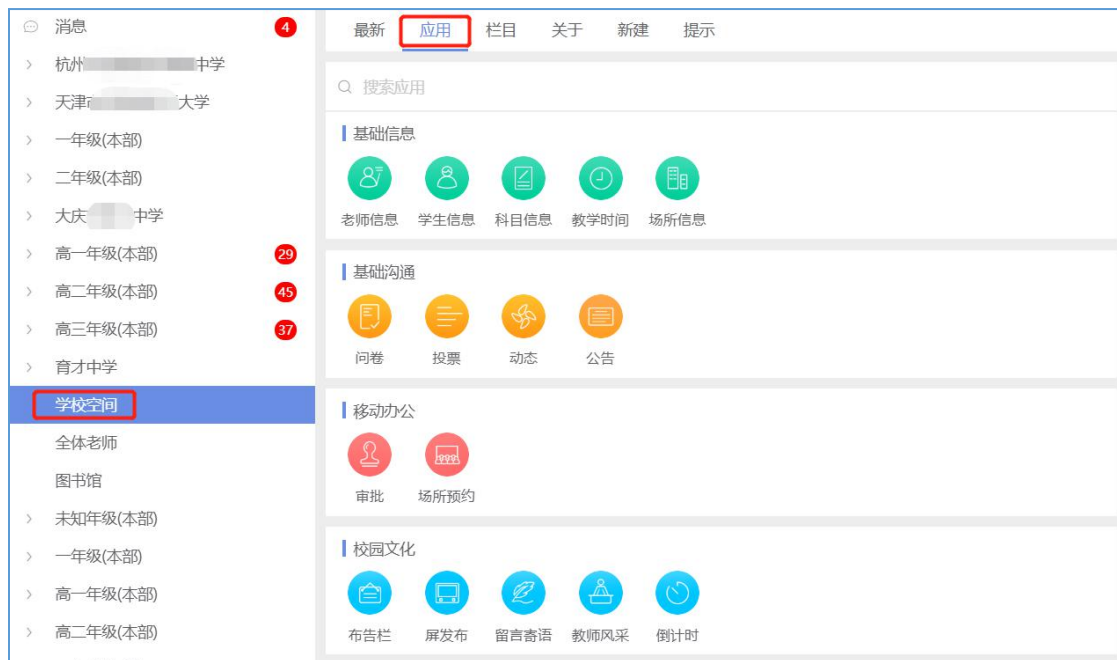 消息 4
杭州 中学
天津市 大学
一年级(本部)
二年级(本部)
大庆 中学
高一年级(本部) 29
高二年级(本部) 45
高三年级(本部) 37
育才中学
学校空间
全体老师
图书馆
未知年级(本部)
一年级(本部)
高一年级(本部)
高二年级(本部)
最新 应用 栏目 关于 新建 提示
搜索应用
基础信息
老师信息 学生信息 科目信息 教学时间 场所信息
基础沟通
问卷 投票 动态 公告
移动办公
审批 场所预约
校园文化
布告栏 屏发布 留言寄语 教师风采 倒计时